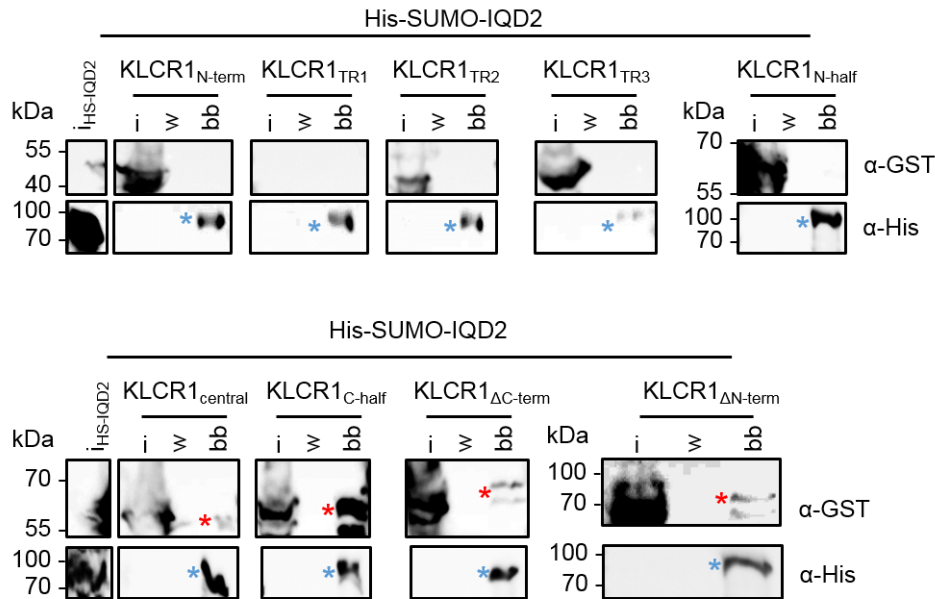 His-SUMO-IQD2
iHS-IQD2 KLCR1N-term KLCR1TR1 KLCR1TR2 KLCR1TR3 KLCR1N-half
kDa i w bb i w bb i w bb i w bb kDa i w bb
55 70
40 55 α-GST
* * * * *
100 100
70 70 α-His
His-SUMO-IQD2
iHS-IQD2 KLCR1central KLCR1C-half KLCR1ΔC-term KLCR1ΔN-term
kDa i w bb i w bb i w bb kDa i w bb
70 100
* * * *
55 70 α-GST
* * * *
100 100
70 70 α-His